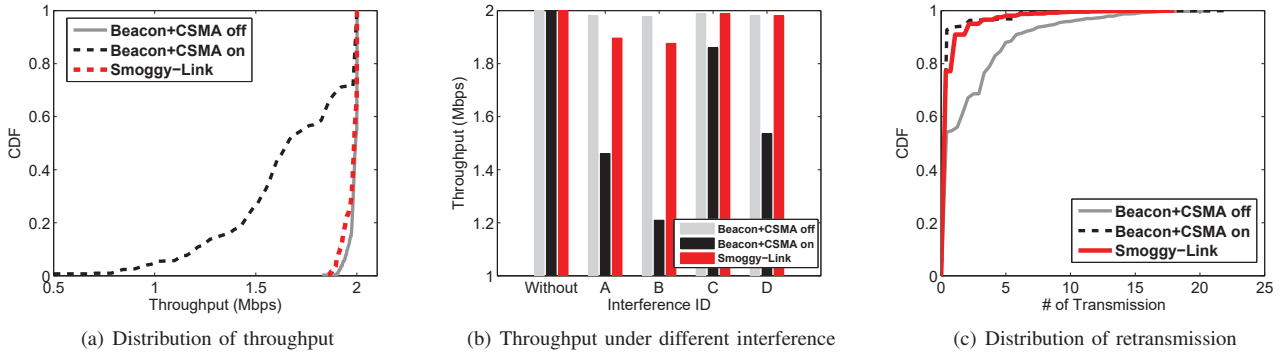 1
0.8
0.6
0.4
0.2
0
CDF
0.5
1
1.5
2
Throughput (Mbps)
Beacon+CSMA off
Beacon+CSMA on
Smoggy-Link
(a) Distribution of throughput
2
1.8
1.6
1.4
1.2
1
Throughput (Mbps)
Without
A
B
C
D
Interference ID
Beacon+CSMA off
Beacon+CSMA on
Smoggy-Link
(b) Throughput under different interference
1
0.8
0.6
0.4
0.2
0
CDF
0
5
10
15
20
25
# of Transmission
Beacon+CSMA off
Beacon+CSMA on
Smoggy-Link
(c) Distribution of retransmission